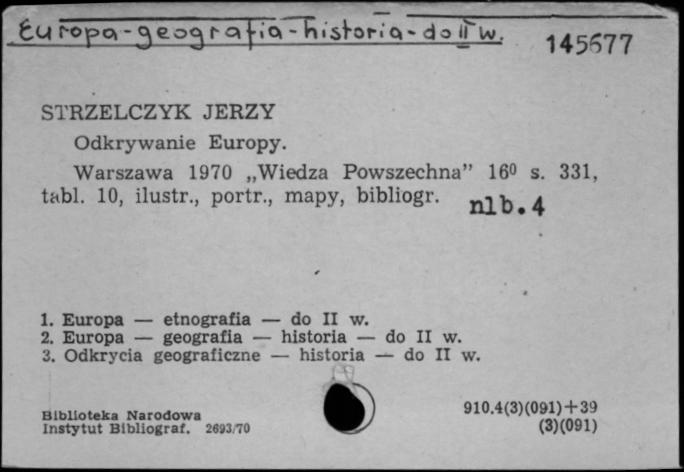 Europa-geografia-historia-do II w.
145677
STRZELCZYK JERZY
Odkrywanie Europy.
Warszawa 1970 „Wiedza Powszechna” 16⁰ s. 331,
tabl. 10, ilustr., portr., mapy, bibliogr. nlb. 4
1. Europa — etnografia — do II w.
2. Europa — geografia — historia — do II w.
3. Odkrycia geograficzne — historia — do II w.
Biblioteka Narodowa
Instytut Bibliograf. 2693/70
910.4(3)(091)+39
(3)(091)